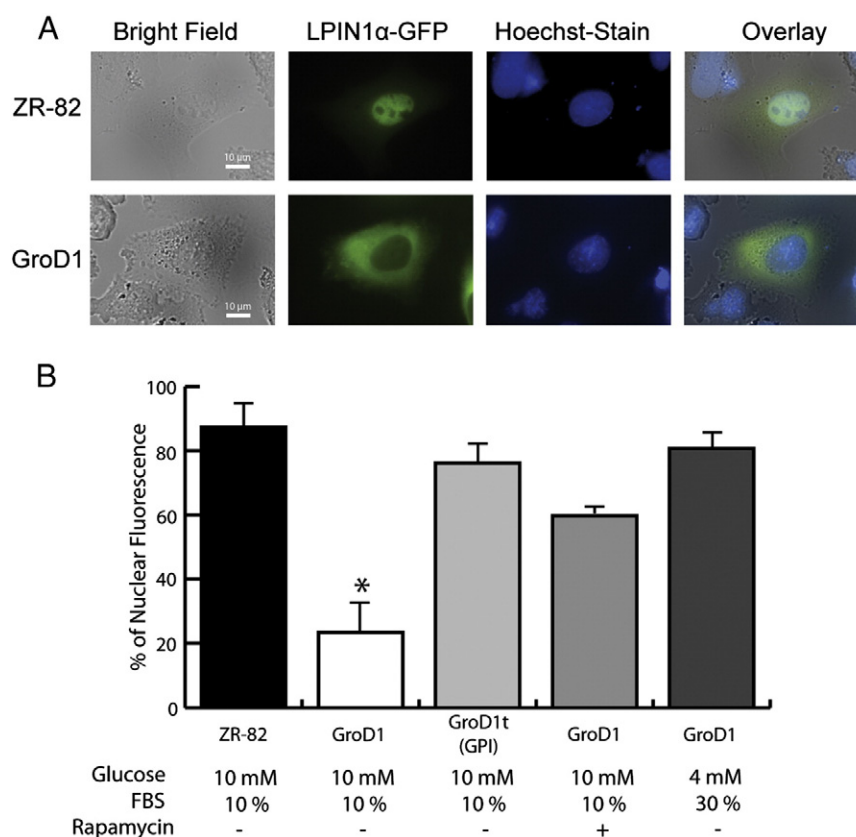 A
Bright Field LPIN1α-GFP Hoechst-Stain Overlay
ZR-82
10 µm
GroD1
10 µm
B
% of Nuclear Fluorescence
100
80
60
40
20
0
*
ZR-82 GroD1 GroD1t (GPI) GroD1 GroD1
Glucose 10 mM 10 mM 10 mM 10 mM 4 mM
FBS 10 % 10 % 10 % 10 % 30 %
Rapamycin - - - + -